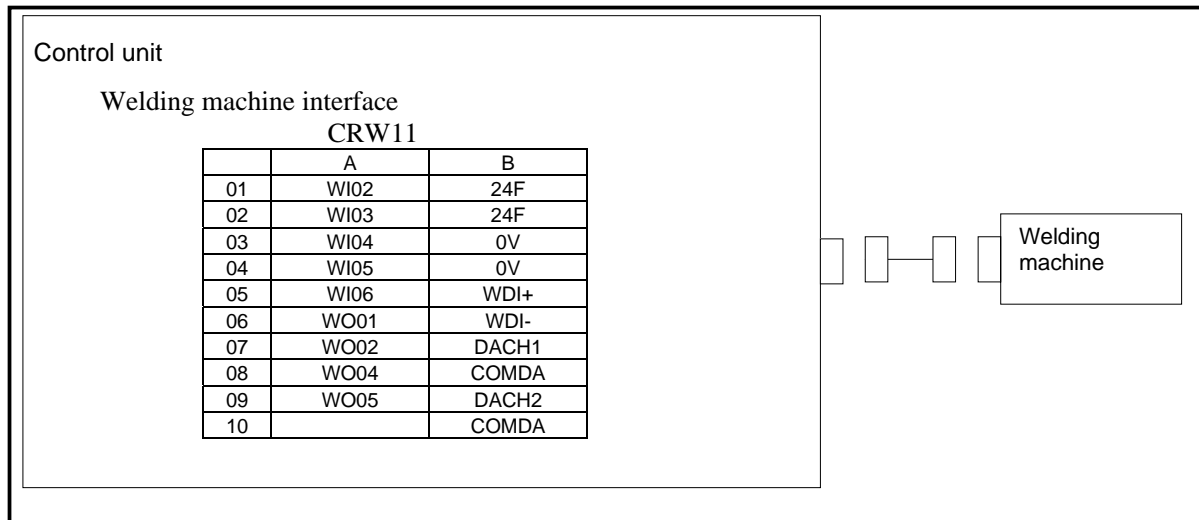 Control unit
Welding machine interface
CRW11
A B
01 WI02 24F
02 WI03 24F
03 WI04 0V
04 WI05 0V
05 WI06 WDI+
06 WO01 WDI-
07 WO02 DACH1
08 WO04 COMDA
09 WO05 DACH2
10 COMDA
Welding
machine